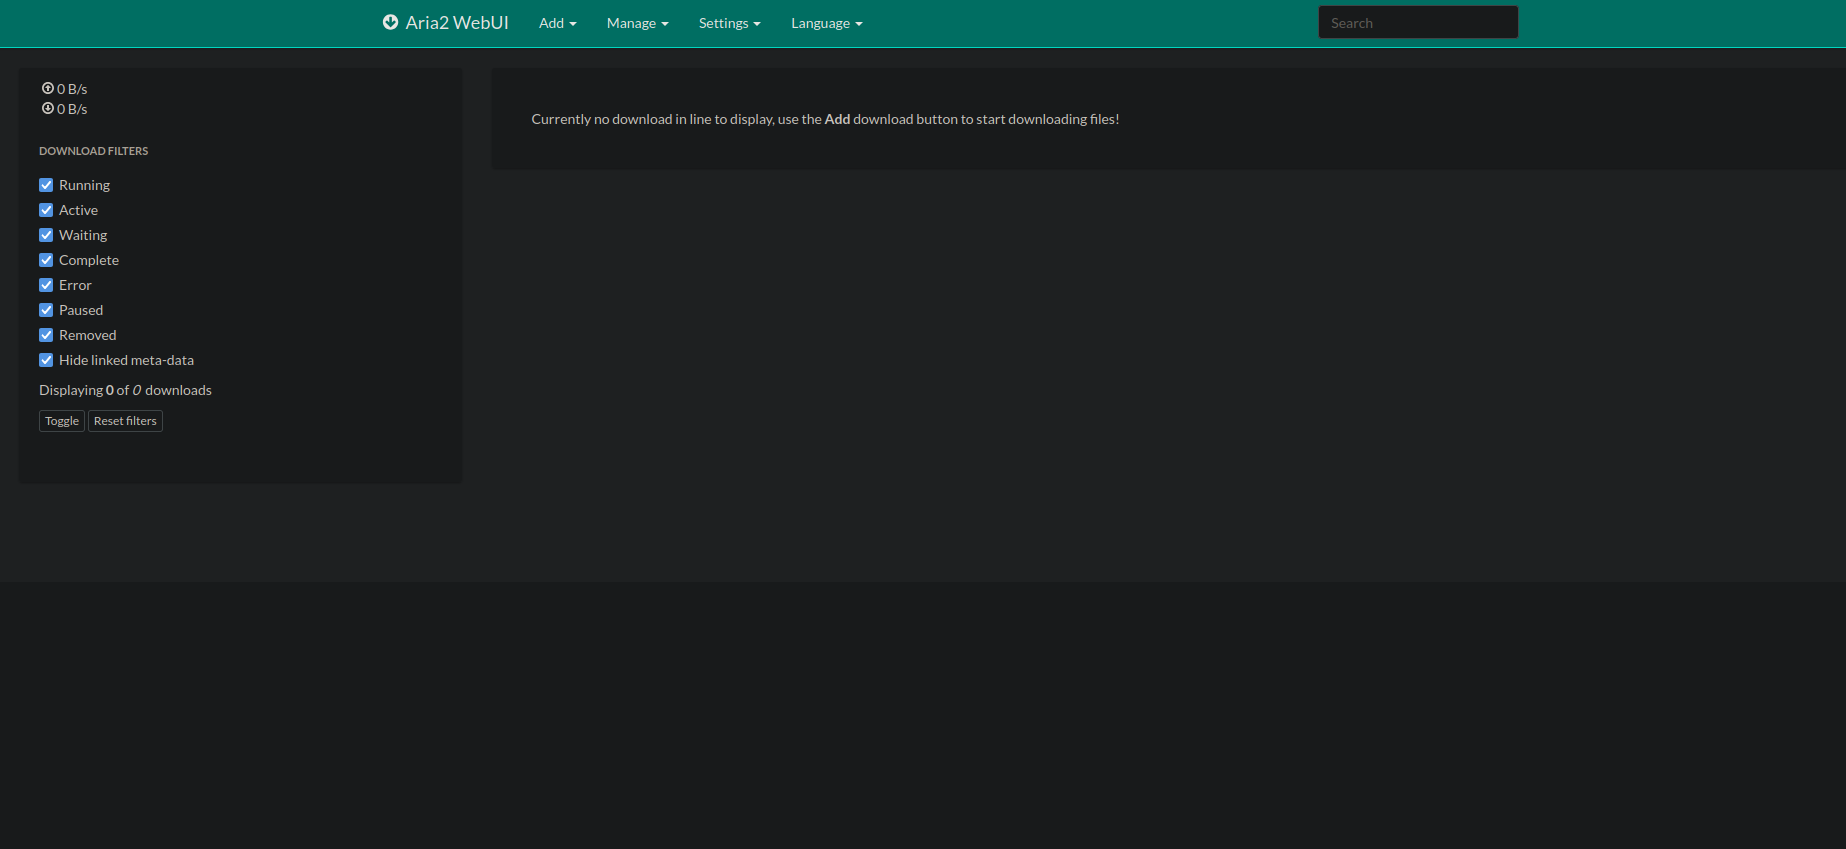 Aria2 WebUI Add Manage Settings Language Search
0 B/s
0 B/s
DOWNLOAD FILTERS
Running
Active
Waiting
Complete
Error
Paused
Removed
Hide linked meta-data
Displaying 0 of 0 downloads
Toggle Reset filters
Currently no download in line to display, use the Add download button to start downloading files!